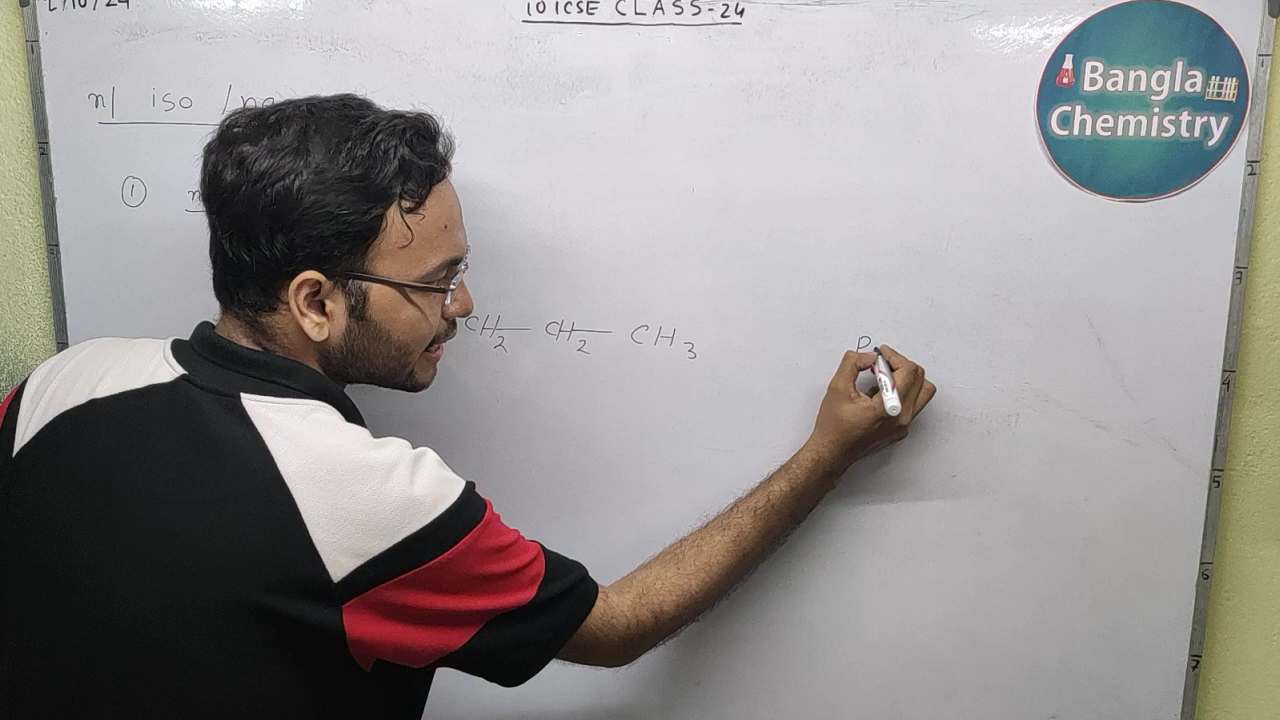 10 ICSE CLASS-24
n/ iso /ne
①
CH₂— CH₂— CH₃
P
Bangla
Chemistry